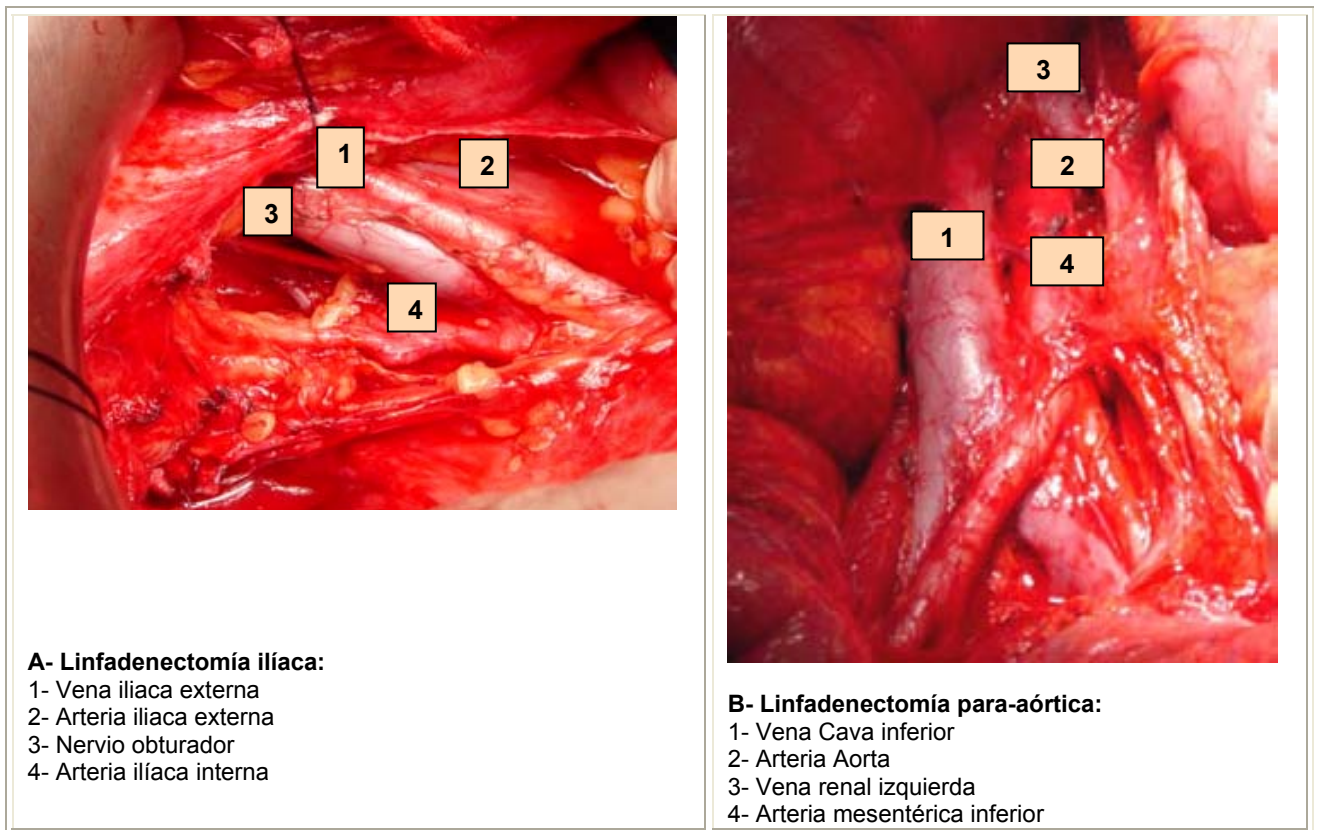 1
2
3
4
A- Linfadenectomía ilíaca:
1- Vena iliaca externa
2- Arteria iliaca externa
3- Nervio obturador
4- Arteria ilíaca interna
3
2
1
4
B- Linfadenectomía para-aórtica:
1- Vena Cava inferior
2- Arteria Aorta
3- Vena renal izquierda
4- Arteria mesentérica inferior